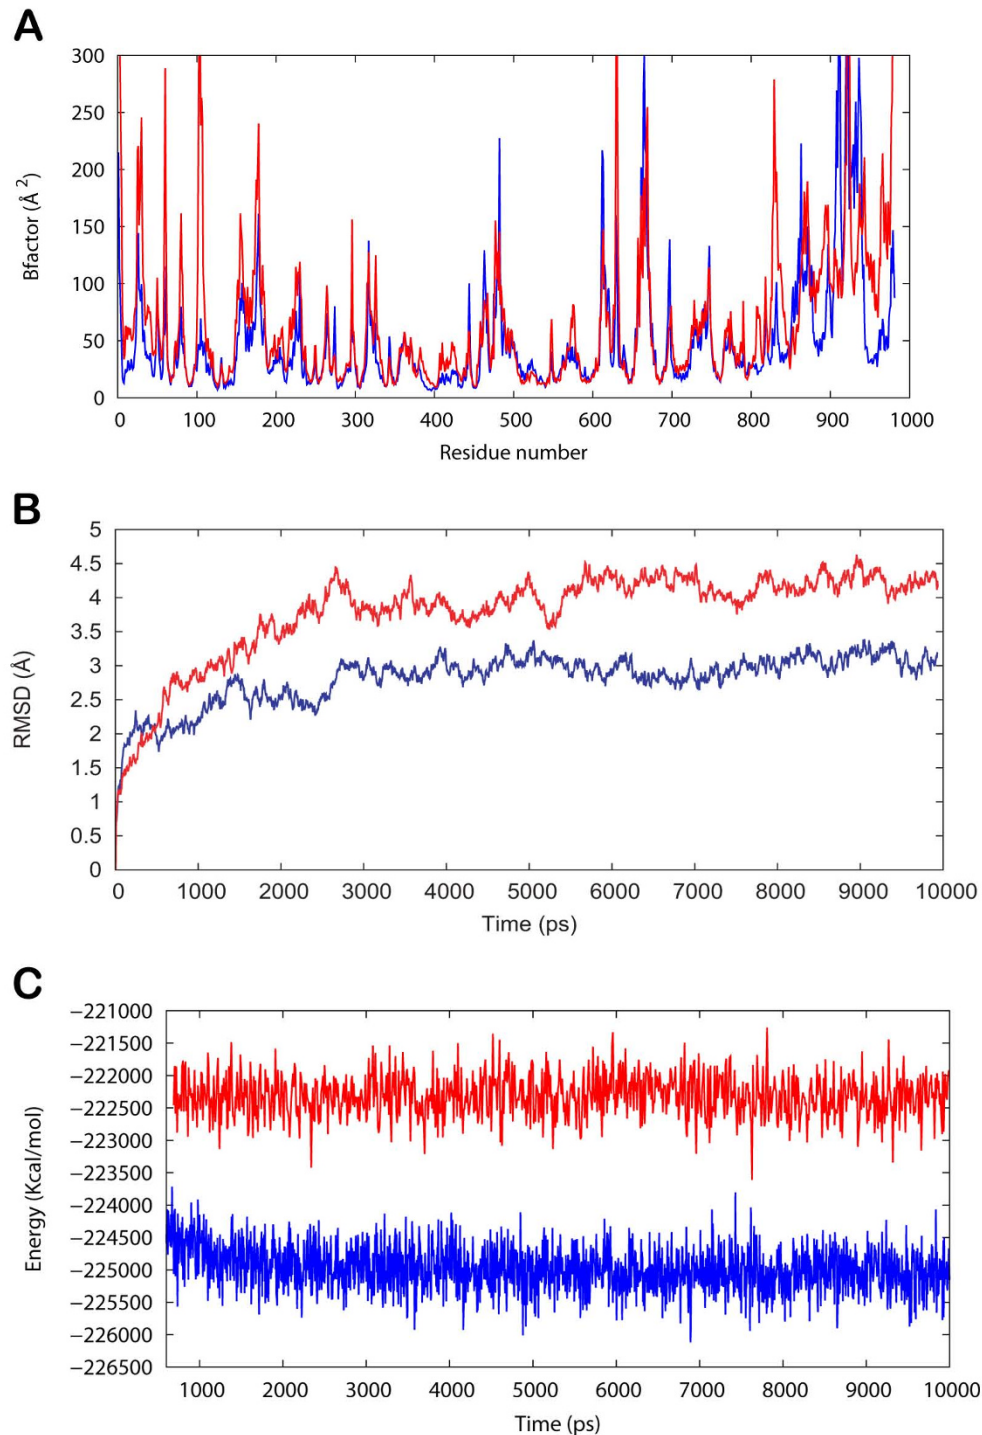 A
300
250
200
150
100
50
0
Bfactor (Å 2)
0 100 200 300 400 500 600 700 800 900 1000
Residue number
B
5
4.5
4
3.5
3
2.5
2
1.5
1
0.5
0
RMSD (Å)
0 1000 2000 3000 4000 5000 6000 7000 8000 9000 10000
Time (ps)
C
−221000
−221500
−222000
−222500
−223000
−223500
−224000
−224500
−225000
−225500
−226000
−226500
Energy (Kcal/mol)
1000 2000 3000 4000 5000 6000 7000 8000 9000 10000
Time (ps)